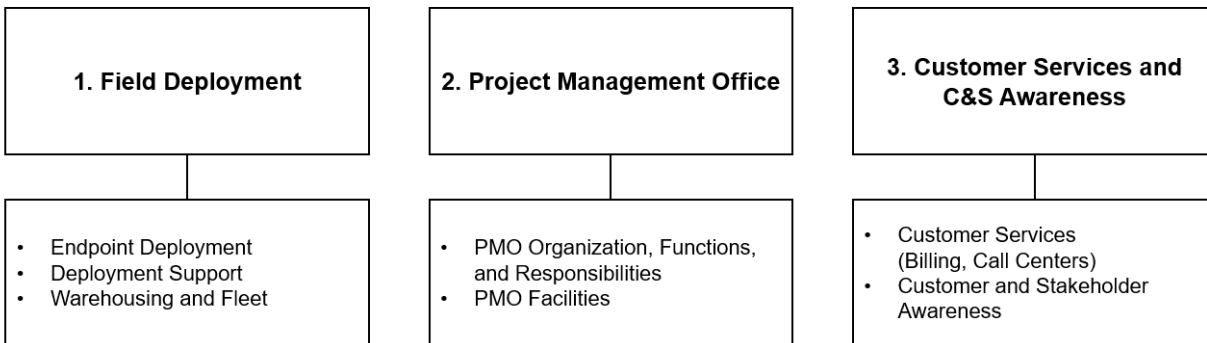 1. Field Deployment
• Endpoint Deployment
• Deployment Support
• Warehousing and Fleet
2. Project Management Office
• PMO Organization, Functions,
and Responsibilities
• PMO Facilities
3. Customer Services and
C&S Awareness
• Customer Services
(Billing, Call Centers)
• Customer and Stakeholder
Awareness